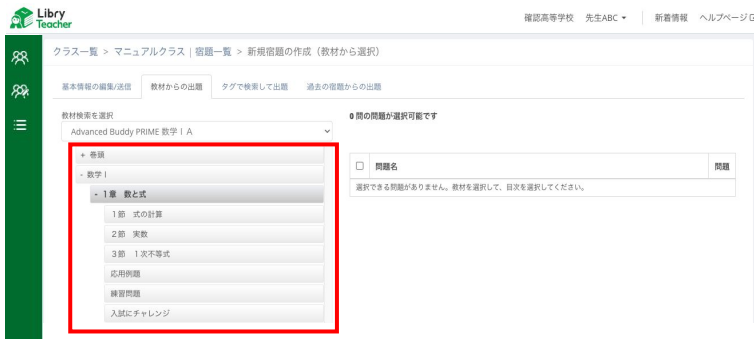 Libry
Teacher
確認高等学校 先生ABC 新着情報 ヘルプページ
クラス一覧 > マニュアルクラス | 宿題一覧 > 新規宿題の作成（教材から選択）
基本情報の編集/送信 教材からの出題 タグで検索して出題 過去の宿題からの出題
教材検索を選択
0 問の問題が選択可能です
Advanced Buddy PRIME 数学ⅠA
+ 巻頭
- 数学Ⅰ
問題名 問題
選択できる問題がありません。教材を選択して、目次を選択してください。
- 1章 数と式
1節 式の計算
2節 実数
3節 1次不等式
応用例題
練習問題
入試にチャレンジ